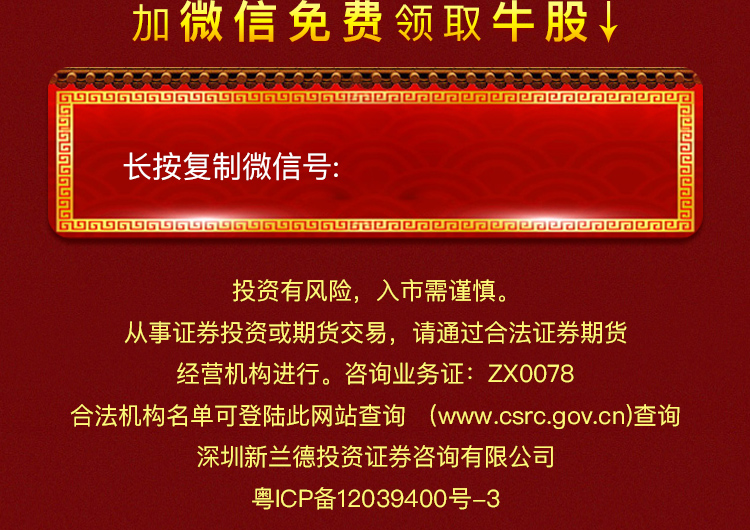 加微信免费领取牛股↓
长按复制微信号:
投资有风险，入市需谨慎。
从事证券投资或期货交易，请通过合法证券期货
经营机构进行。咨询业务证：ZX0078
合法机构名单可登陆此网站查询 (www.csrc.gov.cn)查询
深圳新兰德投资证券咨询有限公司
粤ICP备12039400号-3